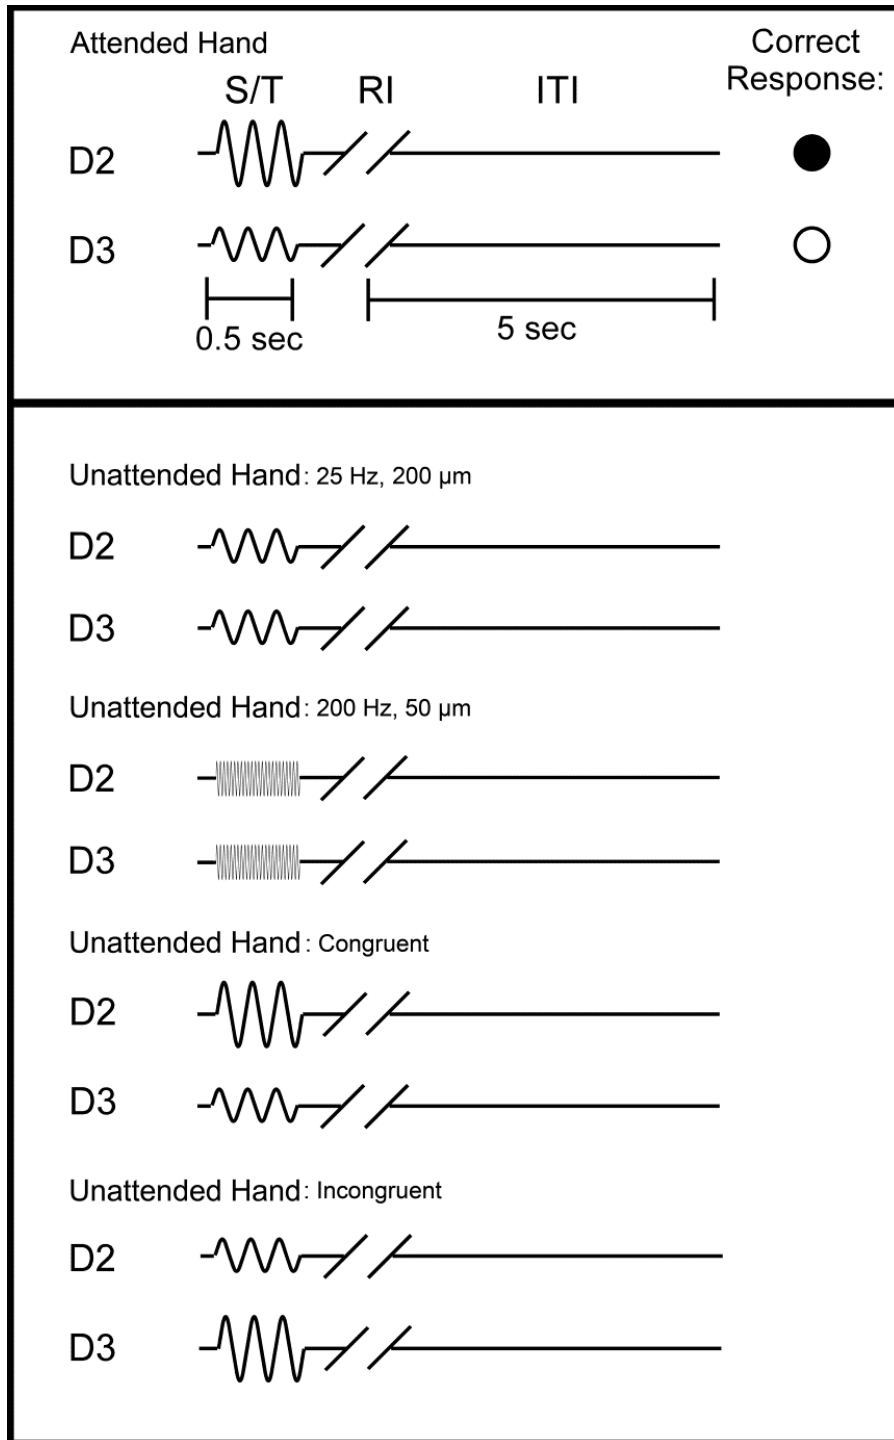 Attended Hand
Correct
Response:
S/T RI ITI
D2
D3
0.5 sec
5 sec
Unattended Hand: 25 Hz, 200 μm
D2
D3
Unattended Hand: 200 Hz, 50 μm
D2
D3
Unattended Hand: Congruent
D2
D3
Unattended Hand: Incongruent
D2
D3